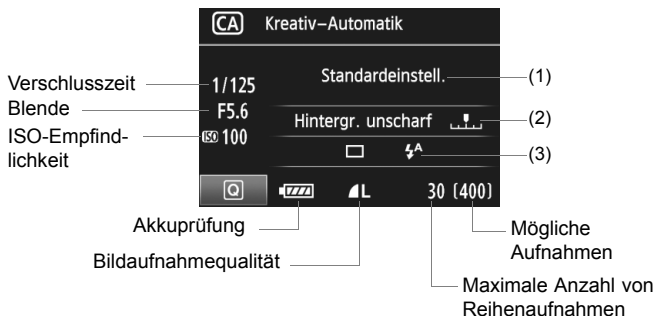 CA Kreativ–Automatik
Verschlusszeit
1/125
Standardeinstell.
(1)
Blende
F5.6
Hintergr. unscharf
(2)
ISO-Empfind-
lichkeit
ISO 100
A
(3)
Q
L
30 [400]
Akkuprüfung
Bildaufnahmequalität
Mögliche
Aufnahmen
Maximale Anzahl von
Reihenaufnahmen